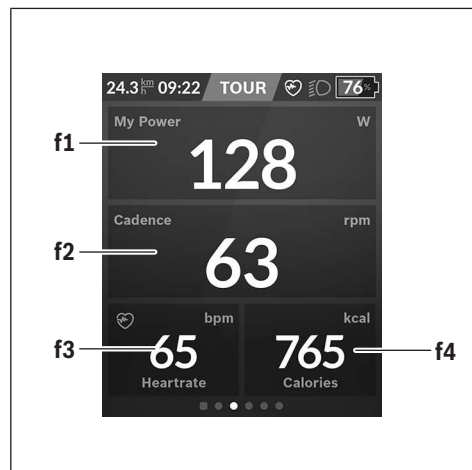 24.3 km/h 09:22 TOUR 76%
My Power W
f1
128
Cadence rpm
f2
63
bpm kcal
f3 65 765 f4
Heartrate Calories